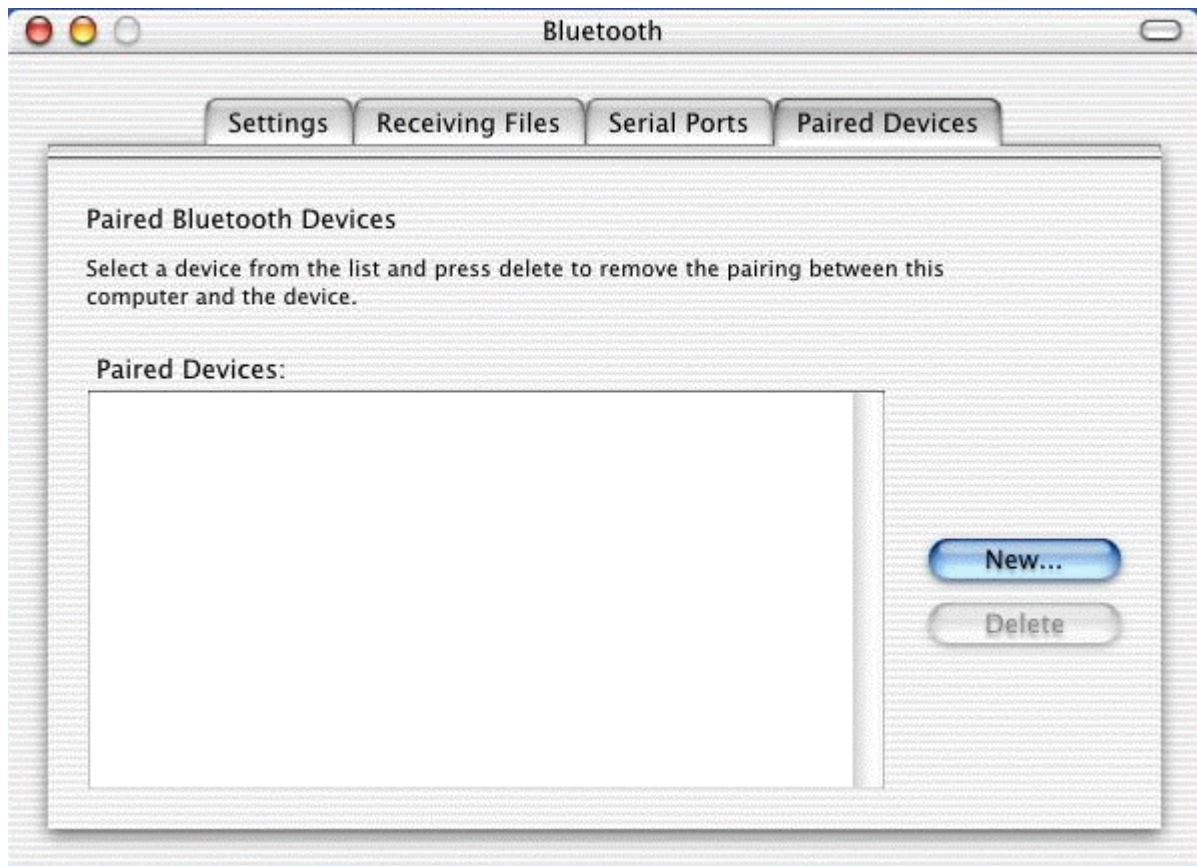 Bluetooth
Settings
Receiving Files
Serial Ports
Paired Devices
Paired Bluetooth Devices
Select a device from the list and press delete to remove the pairing between this
computer and the device.
Paired Devices:
New...
Delete